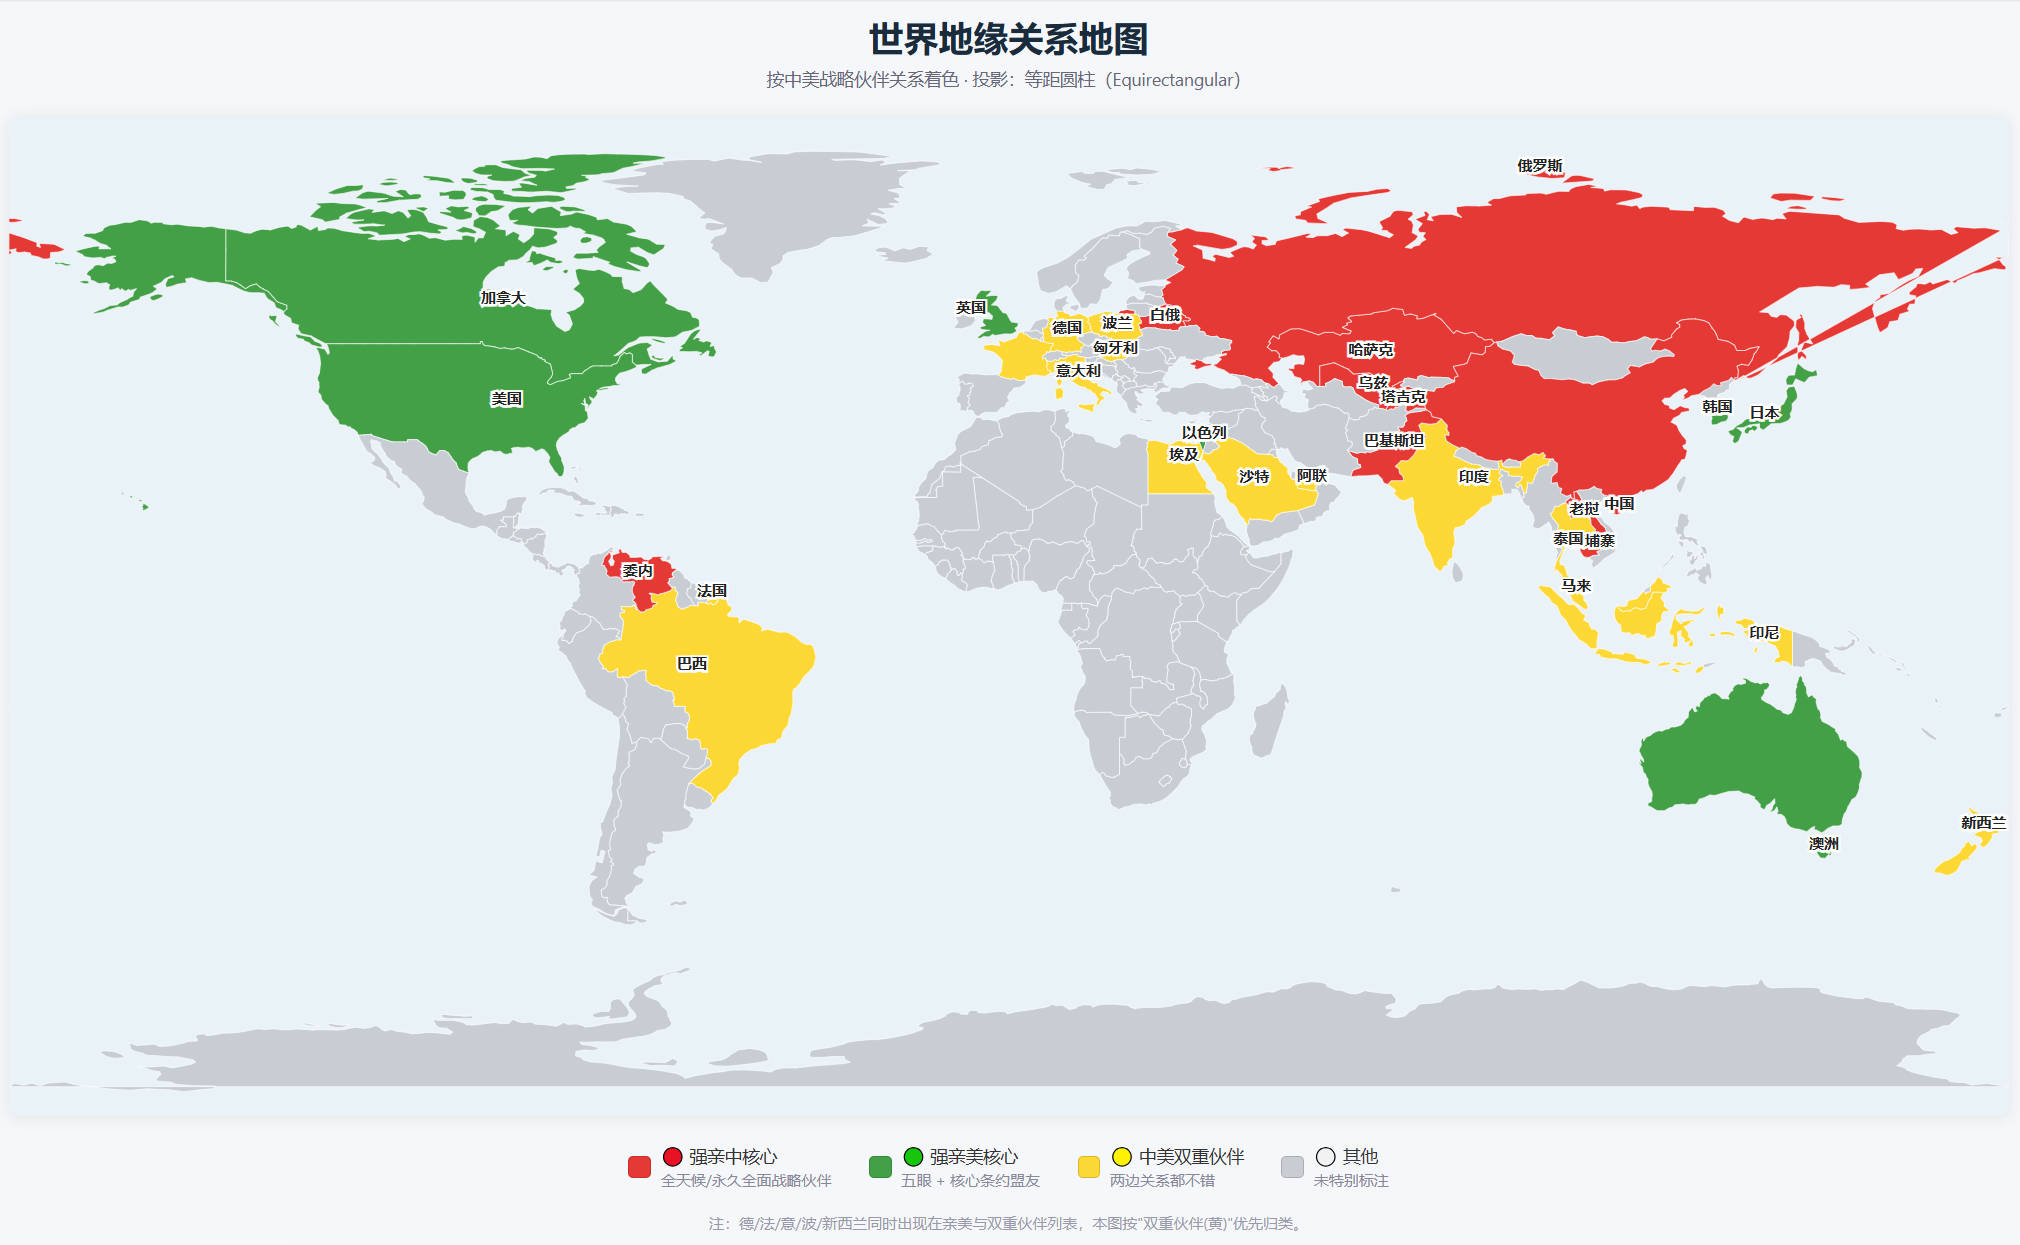 世界地缘关系地图
按中美战略伙伴关系着色 · 投影：等距圆柱（Equirectangular）
俄罗斯
加拿大
英国
白俄
德国
波兰
匈牙利
哈萨克
意大利
乌兹
塔吉克
美国
韩国
日本
以色列
巴基斯坦
埃及
沙特
阿联
印度
老挝
中国
泰国
埔寨
委内
马来
法国
印尼
巴西
新西兰
澳洲
强亲中核心
全天候/永久全面战略伙伴
强亲美核心
五眼 + 核心条约盟友
中美双重伙伴
两边关系都不错
其他
未特别标注
注：德/法/意/波/新西兰同时出现在亲美与双重伙伴列表，本图按"双重伙伴(黄)"优先归类。